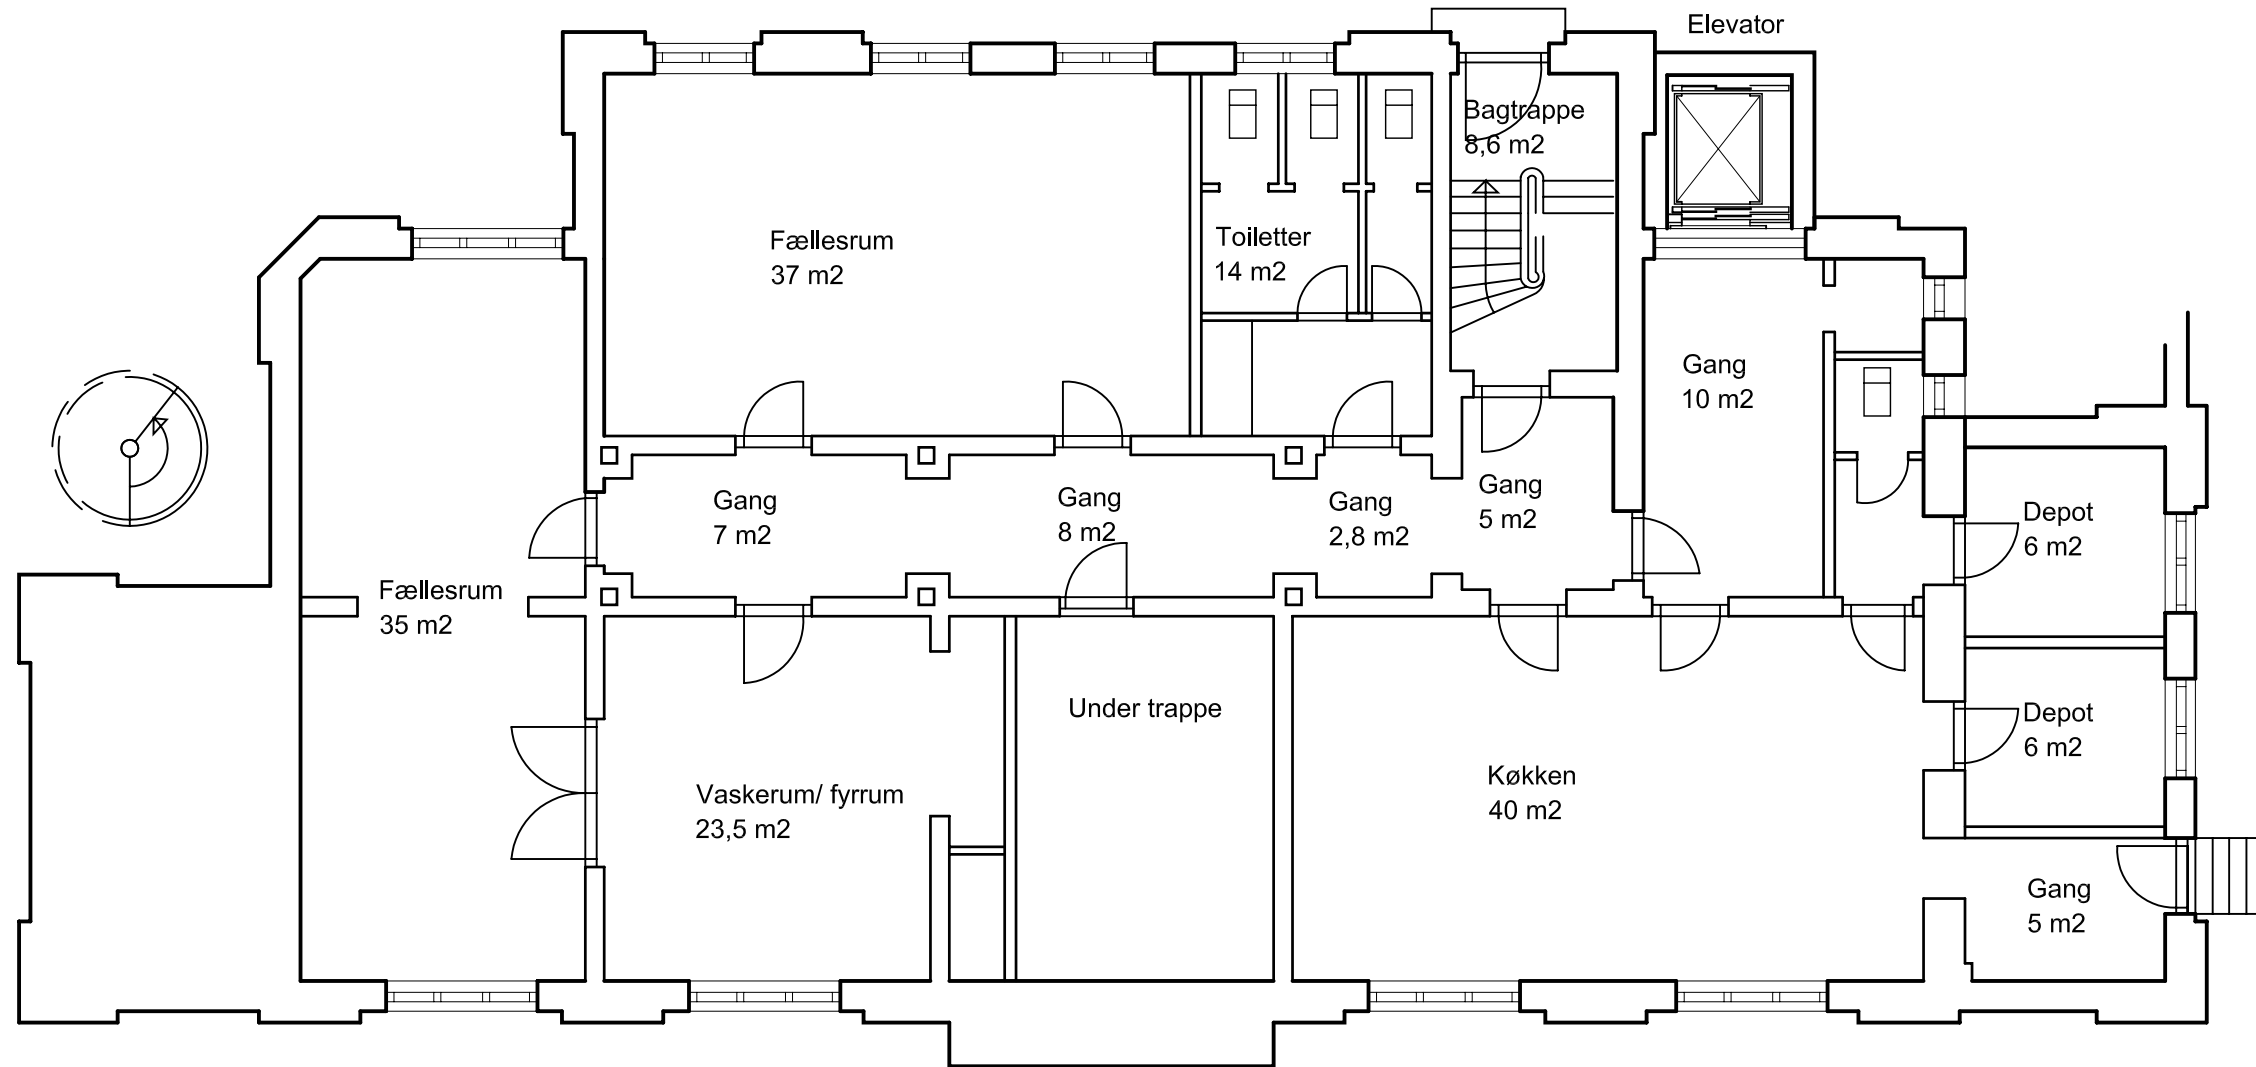 Elevator
Bagtrappe
8,6 m2
Fællesrum
37 m2
Toiletter
14 m2
Gang
10 m2
Gang
7 m2
Gang
8 m2
Gang
2,8 m2
Gang
5 m2
Depot
6 m2
Fællesrum
35 m2
Under trappe
Depot
6 m2
Vaskerum/ fyrrum
23,5 m2
Køkken
40 m2
Gang
5 m2